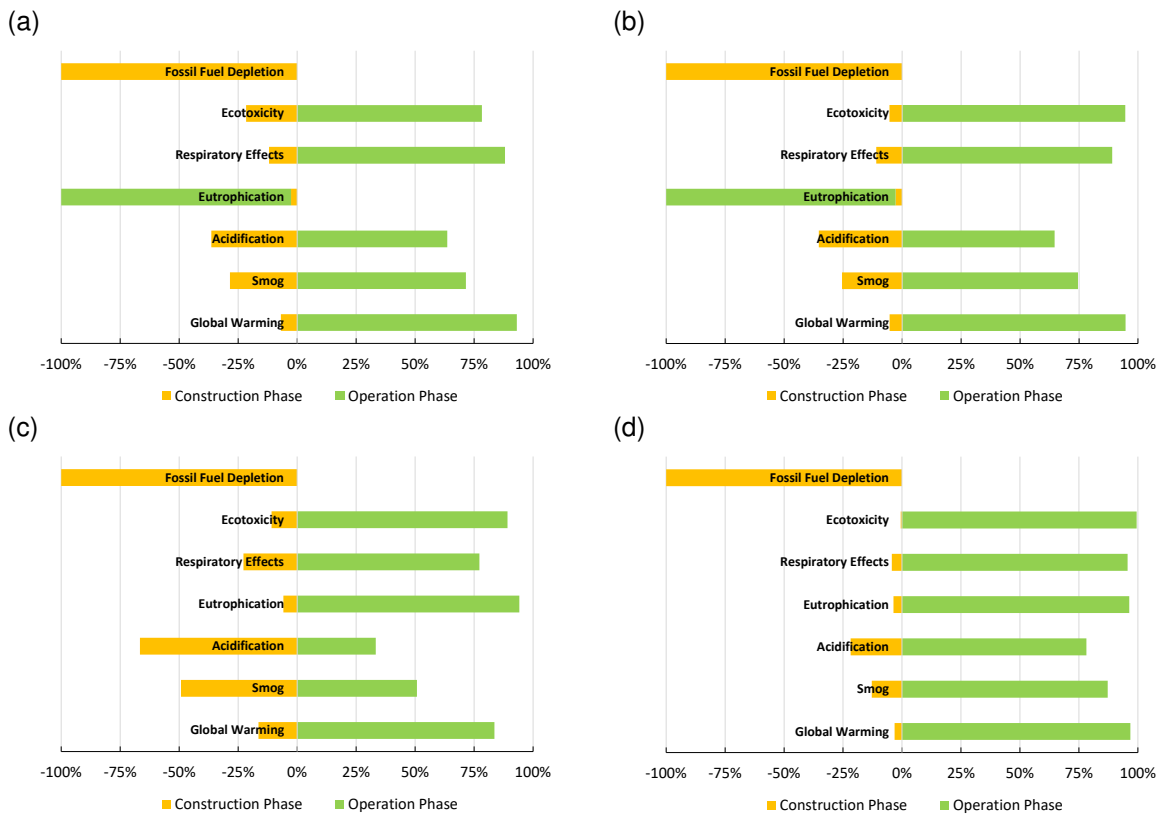 (a)
Fossil Fuel Depletion
Ecotoxicity
Respiratory Effects
Eutrophication
Acidification
Smog
Global Warming
-100% -75% -50% -25% 0% 25% 50% 75% 100%
Construction Phase Operation Phase
(b)
Fossil Fuel Depletion
Ecotoxicity
Respiratory Effects
Eutrophication
Acidification
Smog
Global Warming
-100% -75% -50% -25% 0% 25% 50% 75% 100%
Construction Phase Operation Phase
(c)
Fossil Fuel Depletion
Ecotoxicity
Respiratory Effects
Eutrophication
Acidification
Smog
Global Warming
-100% -75% -50% -25% 0% 25% 50% 75% 100%
Construction Phase Operation Phase
(d)
Fossil Fuel Depletion
Ecotoxicity
Respiratory Effects
Eutrophication
Acidification
Smog
Global Warming
-100% -75% -50% -25% 0% 25% 50% 75% 100%
Construction Phase Operation Phase